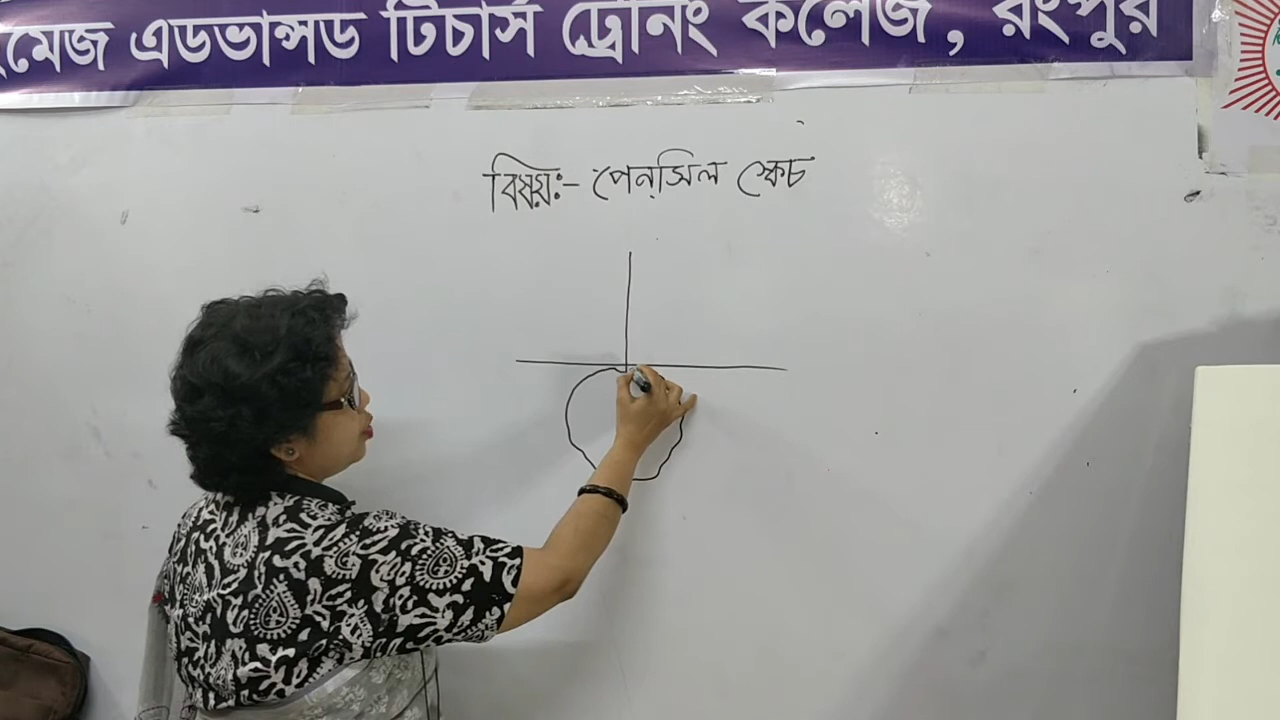 মেজ এডভান্সড টিচার্স ট্রেনিং কলেজ, রংপুর
বিষয়ঃ- পেন্সিল স্কেচ